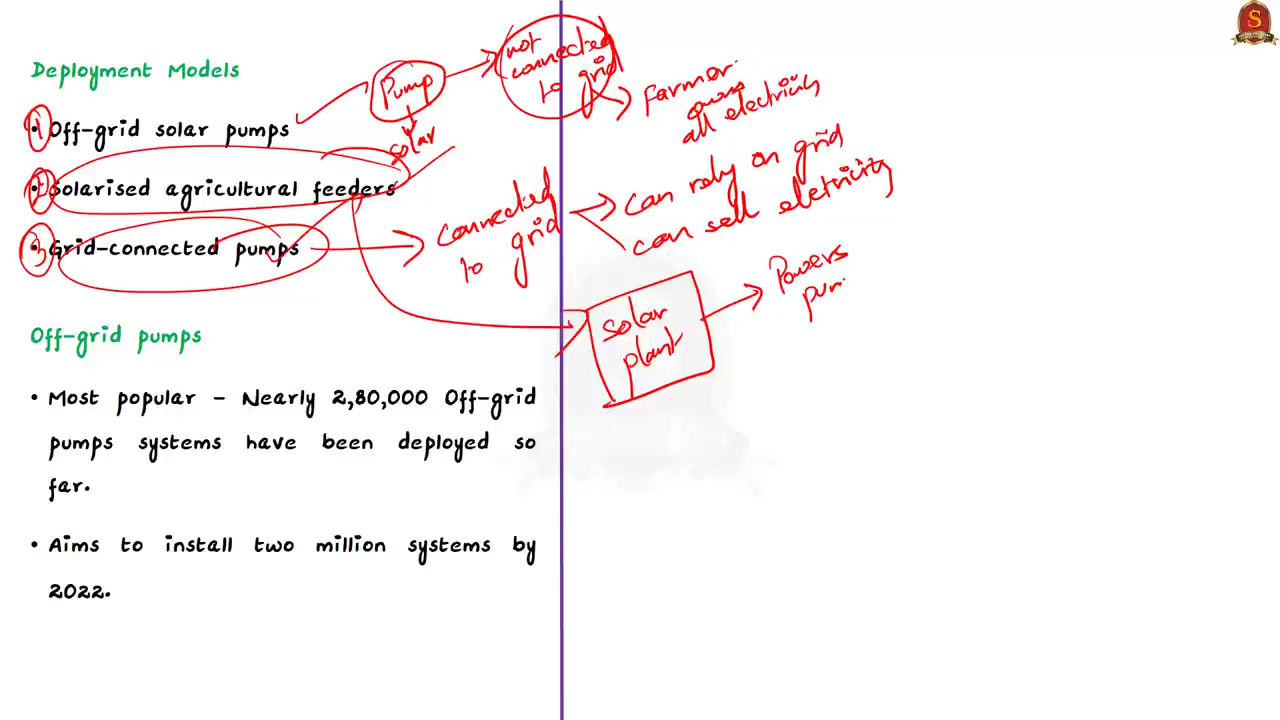 Deployment Models
1 • Off-grid solar pumps
2 • Solarised agricultural feeders
3 • Grid-connected pumps
Off-grid pumps
• Most popular - Nearly 2,80,000 Off-grid
pumps systems have been deployed so
far.
• Aims to install two million systems by
2022.
Pump
solar
not
connected
to grid
Farmer
all electricity
connected
to grid
Can rely on grid
can sell eletricity
solar
plant
Powers
S